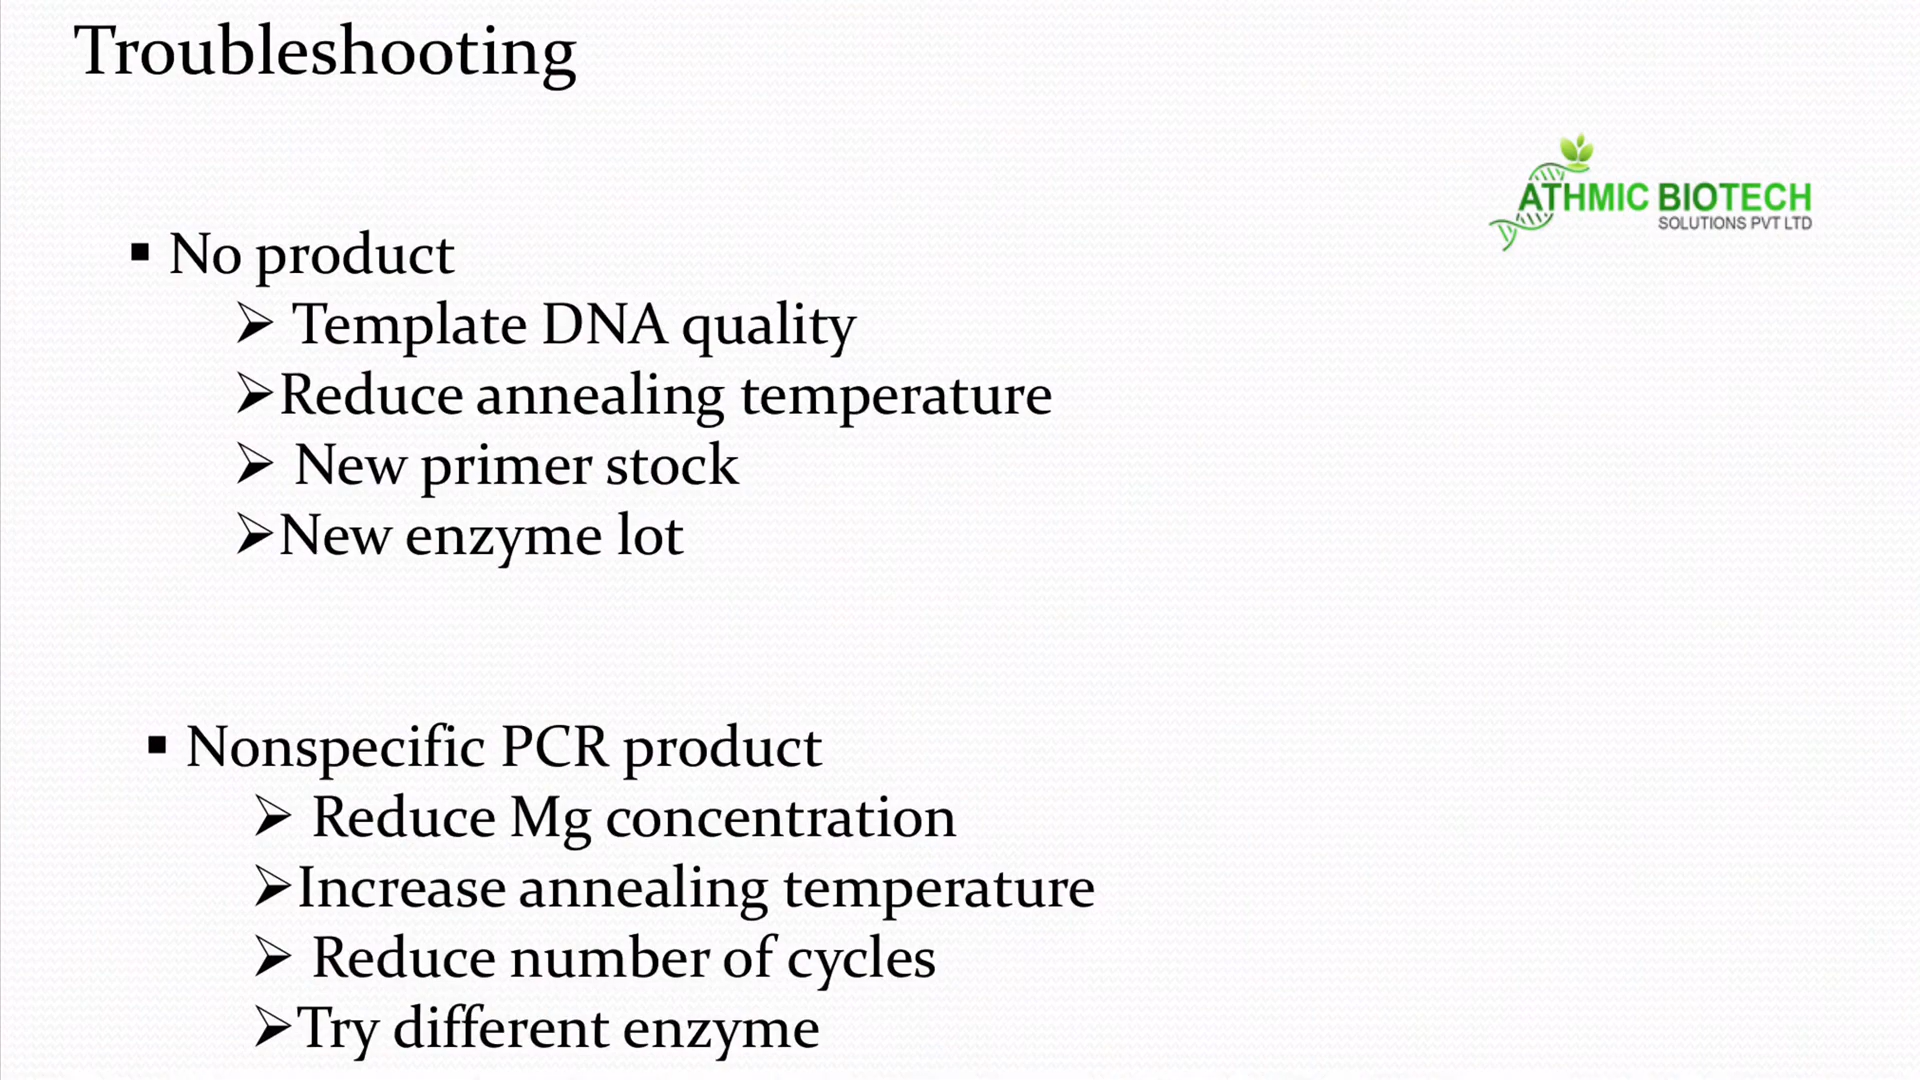 Troubleshooting
ATHMIC BIOTECH
SOLUTIONS PVT LTD
▪ No product
➢ Template DNA quality
➢Reduce annealing temperature
➢ New primer stock
➢New enzyme lot
▪ Nonspecific PCR product
➢ Reduce Mg concentration
➢Increase annealing temperature
➢ Reduce number of cycles
➢Try different enzyme